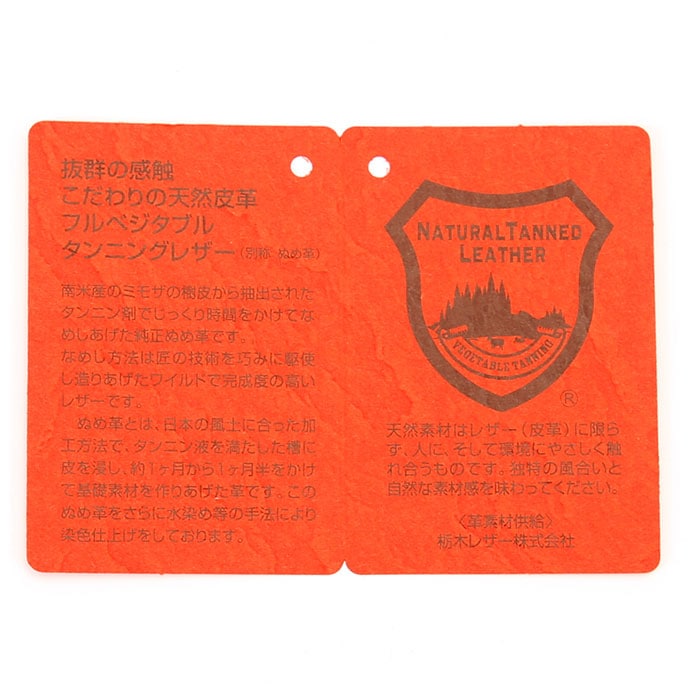 抜群の感触
こだわりの天然皮革
フルベジタブル
タンニングレザー(別称 ぬめ革)
南米産のミモザの樹皮から抽出された
タンニン剤でじっくり時間をかけてな
めしあげた純正ぬめ革です。
なめし方法は匠の技術を巧みに駆使
し造りあげたワイルドで完成度の高い
レザーです。
ぬめ革とは、日本の風土に合った加
工方法で、タンニン液を満たした槽に
皮を浸し、約1ヶ月から1ヶ月半をかけ
て基礎素材を作りあげた革です。この
ぬめ革をさらに水染め等の手法により
染色仕上げをしております。
NATURALTANNED
LEATHER
VEGETABLE TANNING
®
天然素材はレザー(皮革)に限ら
ず、人に、そして環境にやさしく触
れ合うものです。独特の風合いと
自然な素材感を味わってください。
〈革素材供給〉
栃木レザー株式会社